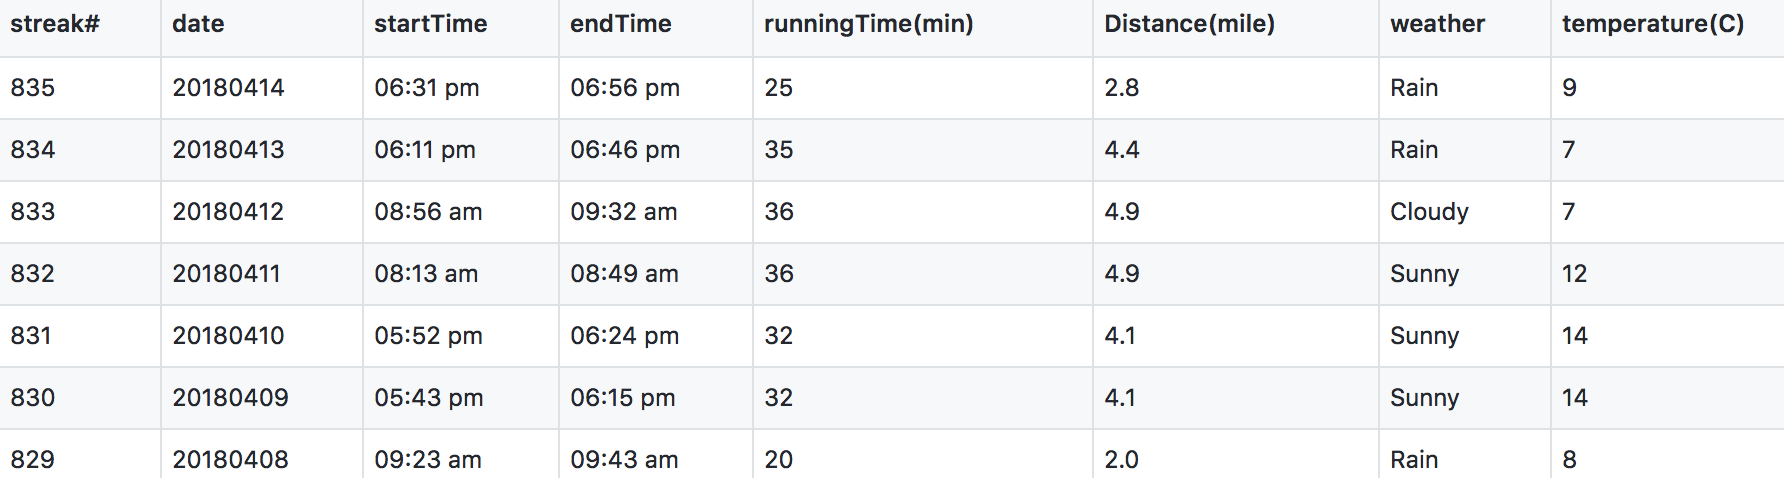 streak# date startTime endTime runningTime(min) Distance(mile) weather temperature(C)
835 20180414 06:31 pm 06:56 pm 25 2.8 Rain 9
834 20180413 06:11 pm 06:46 pm 35 4.4 Rain 7
833 20180412 08:56 am 09:32 am 36 4.9 Cloudy 7
832 20180411 08:13 am 08:49 am 36 4.9 Sunny 12
831 20180410 05:52 pm 06:24 pm 32 4.1 Sunny 14
830 20180409 05:43 pm 06:15 pm 32 4.1 Sunny 14
829 20180408 09:23 am 09:43 am 20 2.0 Rain 8